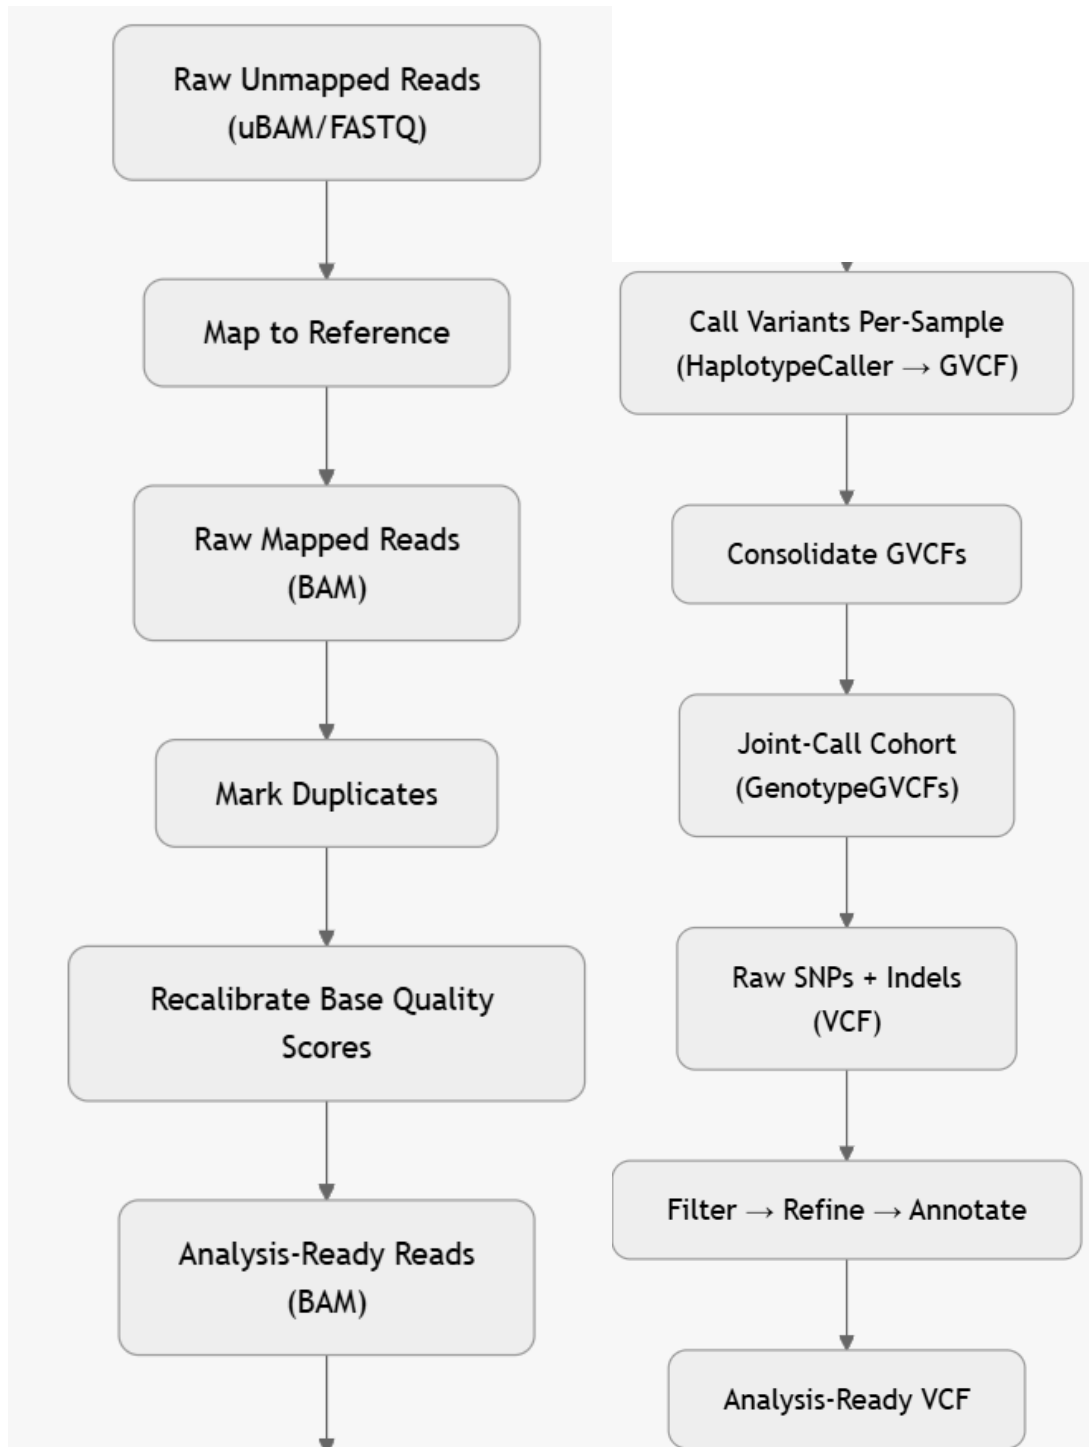 Raw Unmapped Reads
(uBAM/FASTQ)
Map to Reference
Raw Mapped Reads
(BAM)
Mark Duplicates
Recalibrate Base Quality
Scores
Analysis-Ready Reads
(BAM)
Call Variants Per-Sample
(HaplotypeCaller → GVCF)
Consolidate GVCFs
Joint-Call Cohort
(GenotypeGVCFs)
Raw SNPs + Indels
(VCF)
Filter → Refine → Annotate
Analysis-Ready VCF